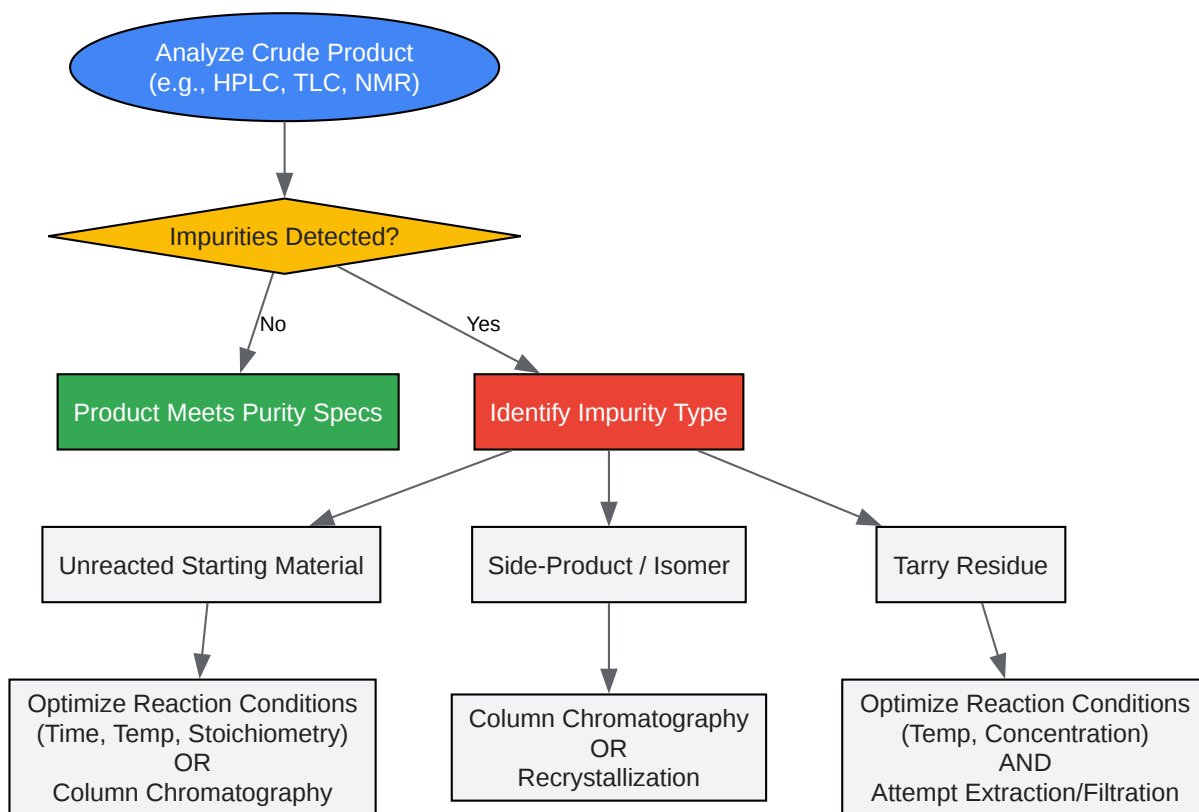 Analyze Crude Product
(e.g., HPLC, TLC, NMR)
Impurities Detected?
No
Yes
Product Meets Purity Specs
Identify Impurity Type
Unreacted Starting Material
Side-Product / Isomer
Tarry Residue
Optimize Reaction Conditions
(Time, Temp, Stoichiometry)
OR
Column Chromatography
Column Chromatography
OR
Recrystallization
Optimize Reaction Conditions
(Temp, Concentration)
AND
Attempt Extraction/Filtration